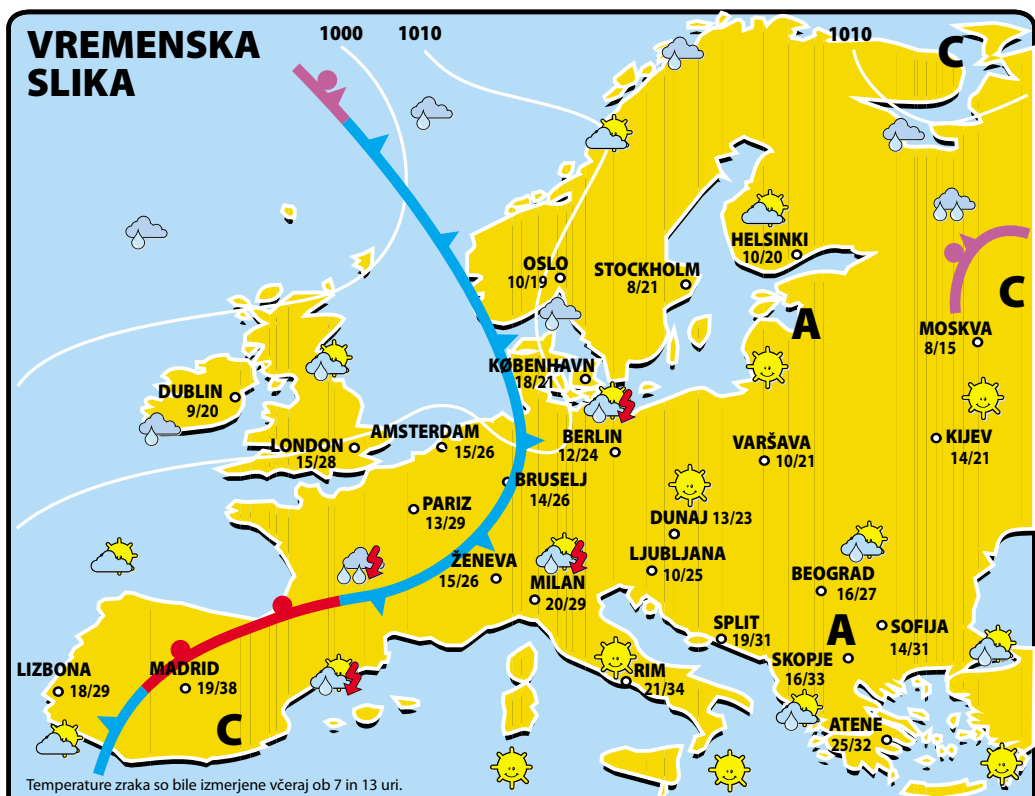 VREMENSKA
SLIKA
1000
1010
1010
C
HELSINKI
10/20
OSLO
10/19
STOCKHOLM
8/21
C
A
MOSKVA
8/15
KØBENHAVN
18/21
DUBLIN
9/20
AMSTERDAM
15/26
BERLIN
12/24
VARŠAVA
10/21
KIJEV
14/21
LONDON
15/28
BRUSELJ
14/26
PARIZ
13/29
DUNAJ 13/23
ŽENEVA
15/26
LJUBLJANA
10/25
MILAN
20/29
BEOGRAD
16/27
SPLIT
19/31
A
SOFIJA
14/31
LIZBONA
18/29
MADRID
19/38
RIM
21/34
SKOPJE
16/33
C
ATENE
25/32
Temperature zraka so bile izmerjene včeraj ob 7 in 13 uri.